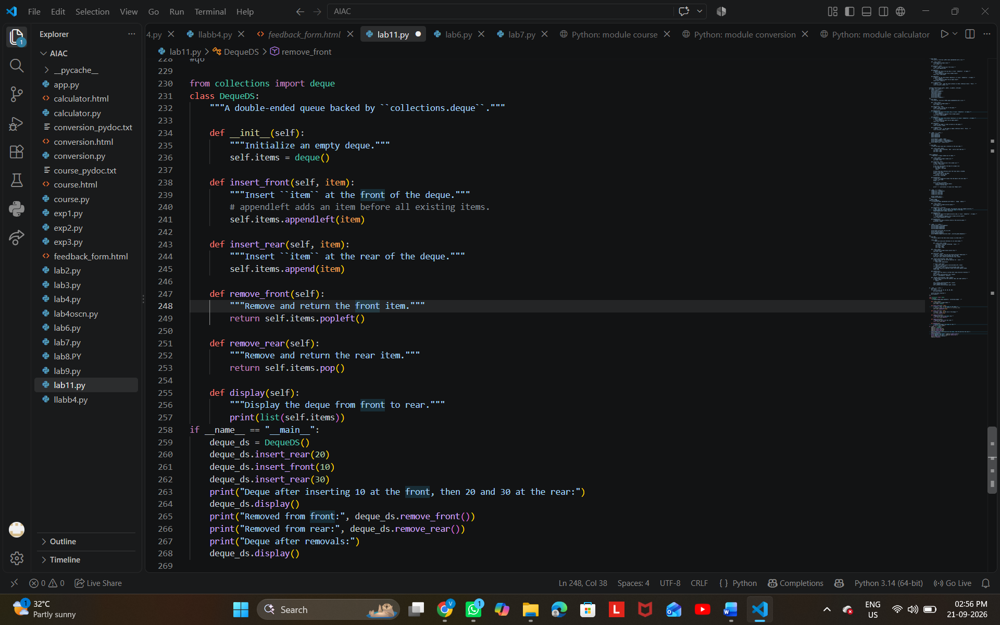 File Edit Selection View Go Run Terminal Help
AIAC
Explorer
4.py
llabb4.py
feedback_form.html
lab11.py
lab6.py
lab7.py
Python: module course
Python: module conversion
Python: module calculator
AIAC
__pycache__
app.py
calculator.html
calculator.py
conversion_pydoc.txt
conversion.html
conversion.py
course_pydoc.txt
course.html
course.py
exp1.py
exp2.py
exp3.py
feedback_form.html
lab2.py
lab3.py
lab4.py
lab4oscn.py
lab6.py
lab7.py
lab8.PY
lab9.py
lab11.py
llabb4.py
Outline
Timeline
lab11.py > DequeDS > remove_front
228 #q6
229
230 from collections import deque
231 class DequeDS:
232 """A double-ended queue backed by ``collections.deque``."""
233
234 def __init__(self):
235 """Initialize an empty deque."""
236 self.items = deque()
237
238 def insert_front(self, item):
239 """Insert ``item`` at the front of the deque."""
240 # appendleft adds an item before all existing items.
241 self.items.appendleft(item)
242
243 def insert_rear(self, item):
244 """Insert ``item`` at the rear of the deque."""
245 self.items.append(item)
246
247 def remove_front(self):
248 """Remove and return the front item."""
249 return self.items.popleft()
250
251 def remove_rear(self):
252 """Remove and return the rear item."""
253 return self.items.pop()
254
255 def display(self):
256 """Display the deque from front to rear."""
257 print(list(self.items))
258 if __name__ == "__main__":
259 deque_ds = DequeDS()
260 deque_ds.insert_rear(20)
261 deque_ds.insert_front(10)
262 deque_ds.insert_rear(30)
263 print("Deque after inserting 10 at the front, then 20 and 30 at the rear:")
264 deque_ds.display()
265 print("Removed from front:", deque_ds.remove_front())
266 print("Removed from rear:", deque_ds.remove_rear())
267 print("Deque after removals:")
268 deque_ds.display()
269
0 0 Live Share
Ln 248, Col 38 Spaces: 4 UTF-8 CRLF { } Python Completions Python 3.14 (64-bit) Go Live
1
32°C
Partly sunny
Search
V
1
L
W
ENG
US
02:56 PM
21-09-2026